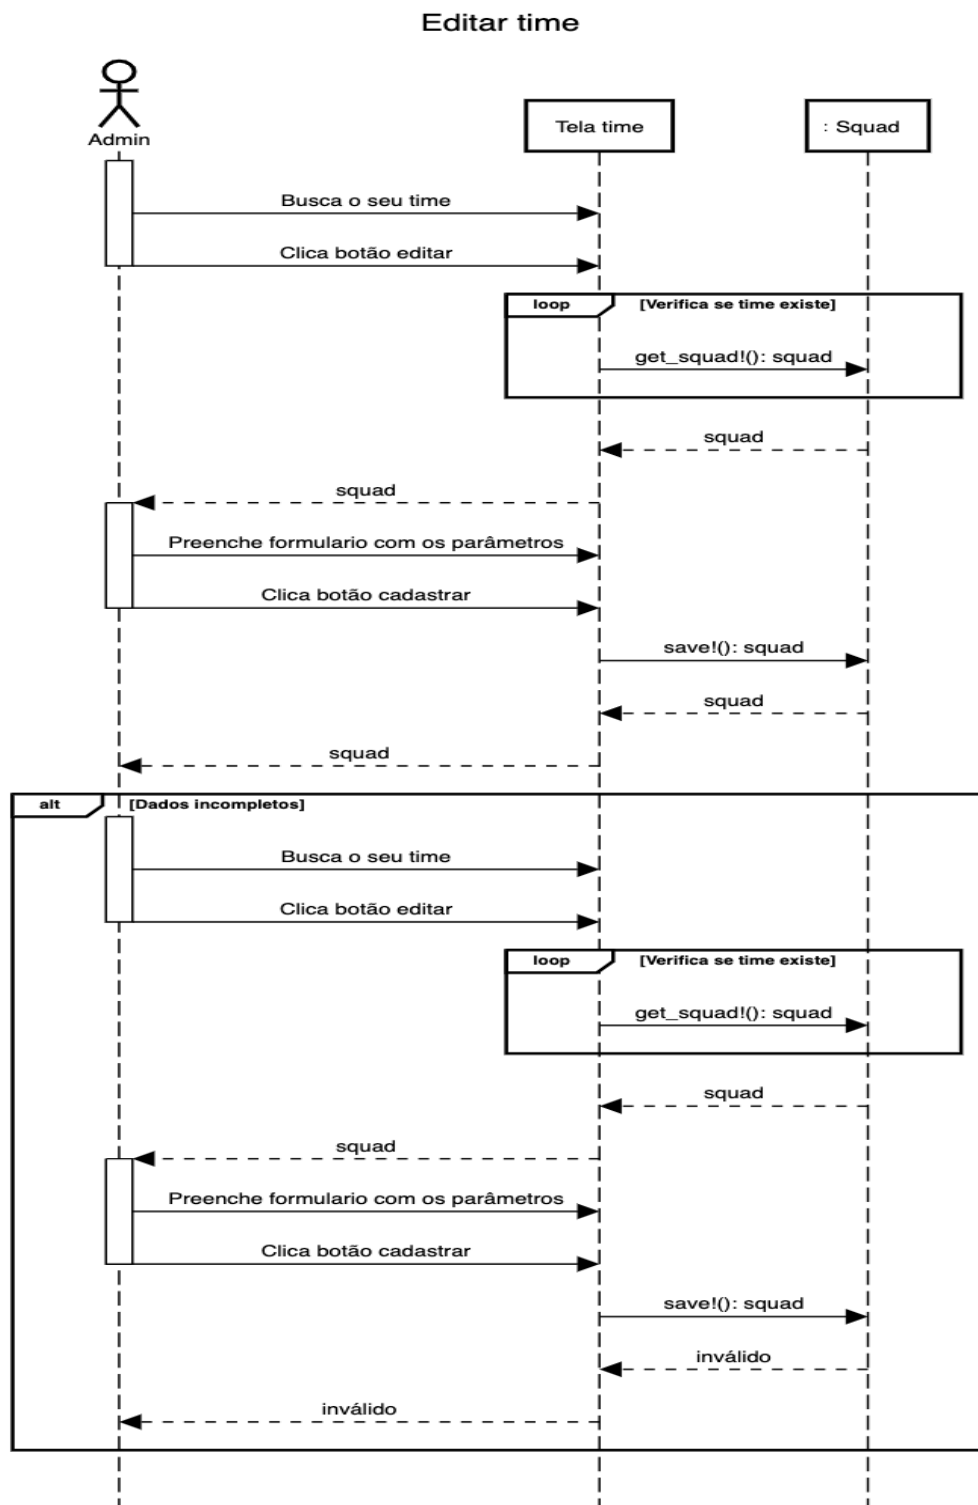 Editar time
Admin
Tela time
: Squad
Busca o seu time
Clica botão editar
loop
[Verifica se time existe]
get_squad!(): squad
squad
squad
Preenche formulario com os parâmetros
Clica botão cadastrar
save!(): squad
squad
squad
alt
[Dados incompletos]
Busca o seu time
Clica botão editar
loop
[Verifica se time existe]
get_squad!(): squad
squad
squad
Preenche formulario com os parâmetros
Clica botão cadastrar
save!(): squad
inválido
inválido